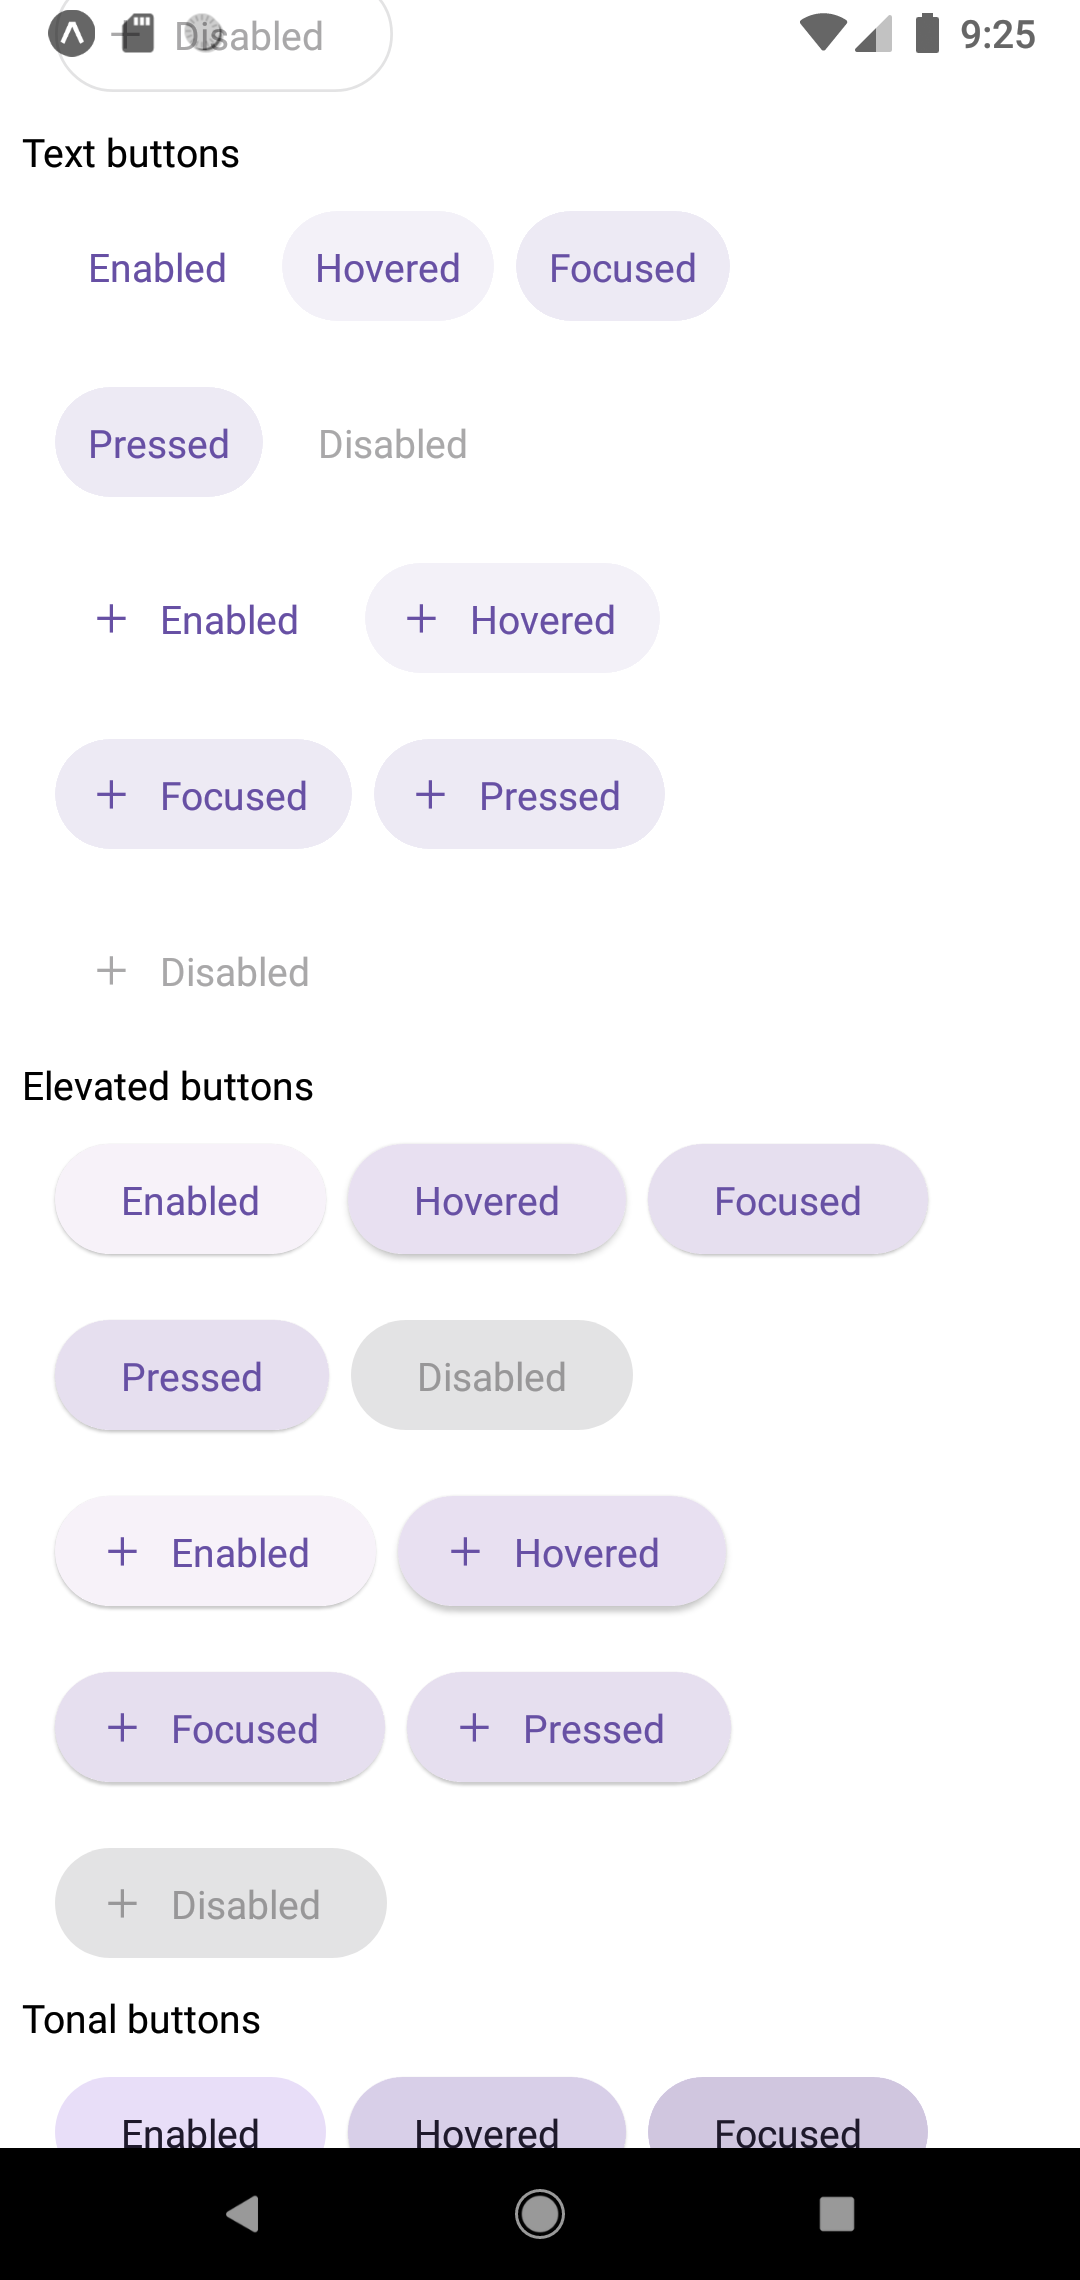 Disabled 9:25
Text buttons
Enabled Hovered Focused
Pressed Disabled
+ Enabled + Hovered
+ Focused + Pressed
+ Disabled
Elevated buttons
Enabled Hovered Focused
Pressed Disabled
+ Enabled + Hovered
+ Focused + Pressed
+ Disabled
Tonal buttons
Enabled Hovered Focused